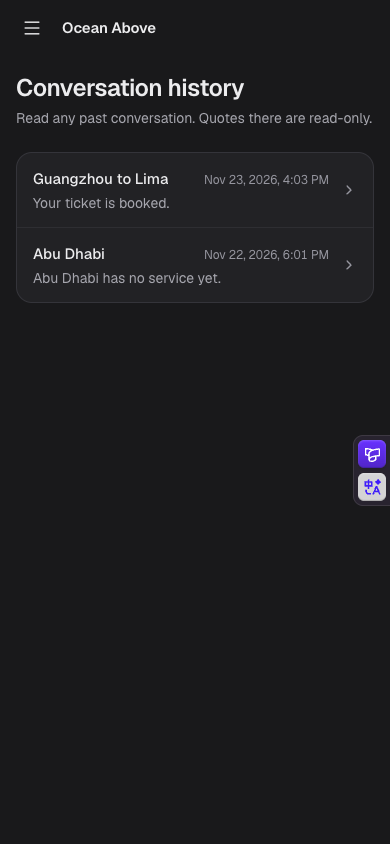 Ocean Above
Conversation history
Read any past conversation. Quotes there are read-only.
Guangzhou to Lima
Nov 23, 2026, 4:03 PM
Your ticket is booked.
Abu Dhabi
Nov 22, 2026, 6:01 PM
Abu Dhabi has no service yet.
中A